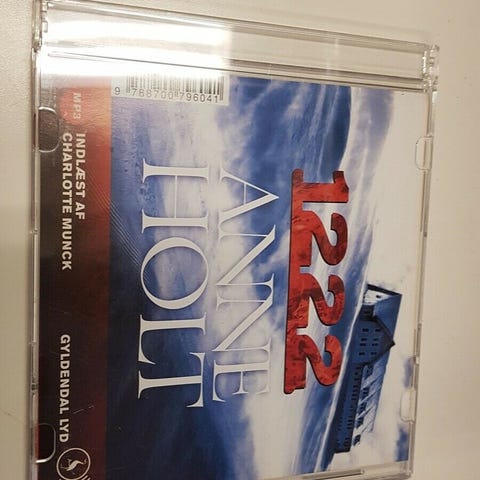 1222
ANNE
HOLT
9 788700 796041
MP3
INDLÆST AF
CHARLOTTE MUNCK
GYLDENDAL LYD